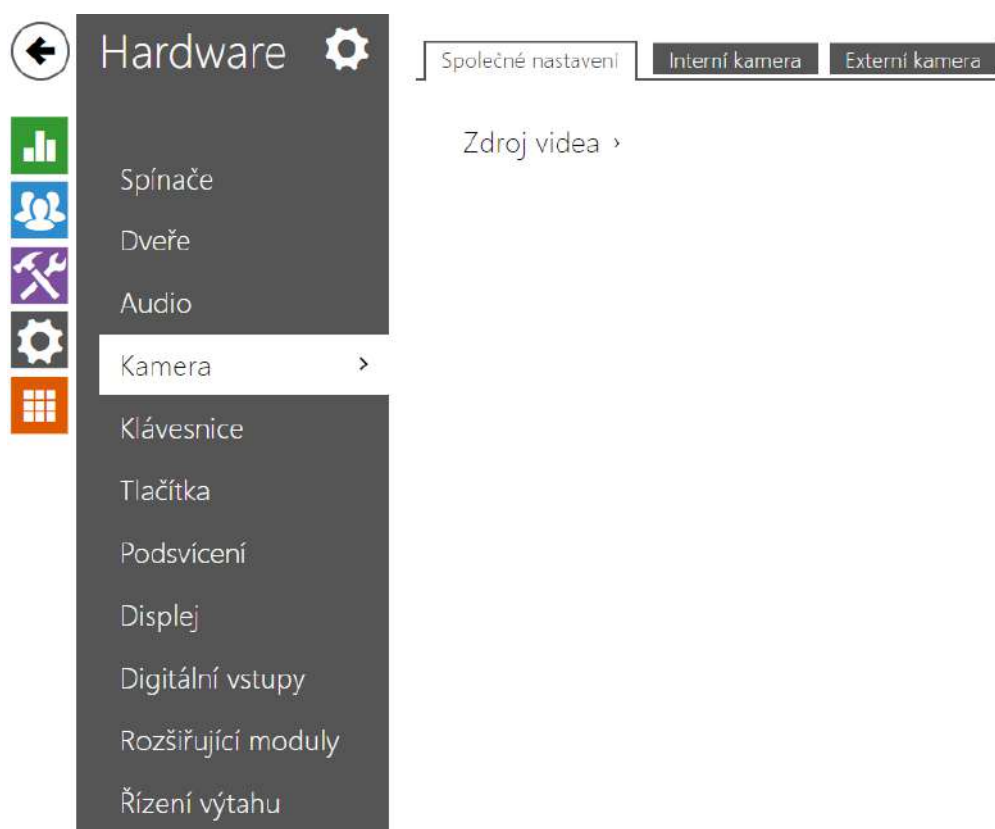 Hardware
Společné nastavení
Interní kamera
Externí kamera
Zdroj videa ›
Spínače
Dveře
Audio
Kamera ›
Klávesnice
Tlačítka
Podsvícení
Displej
Digitální vstupy
Rozšiřující moduly
Řízení výtahu